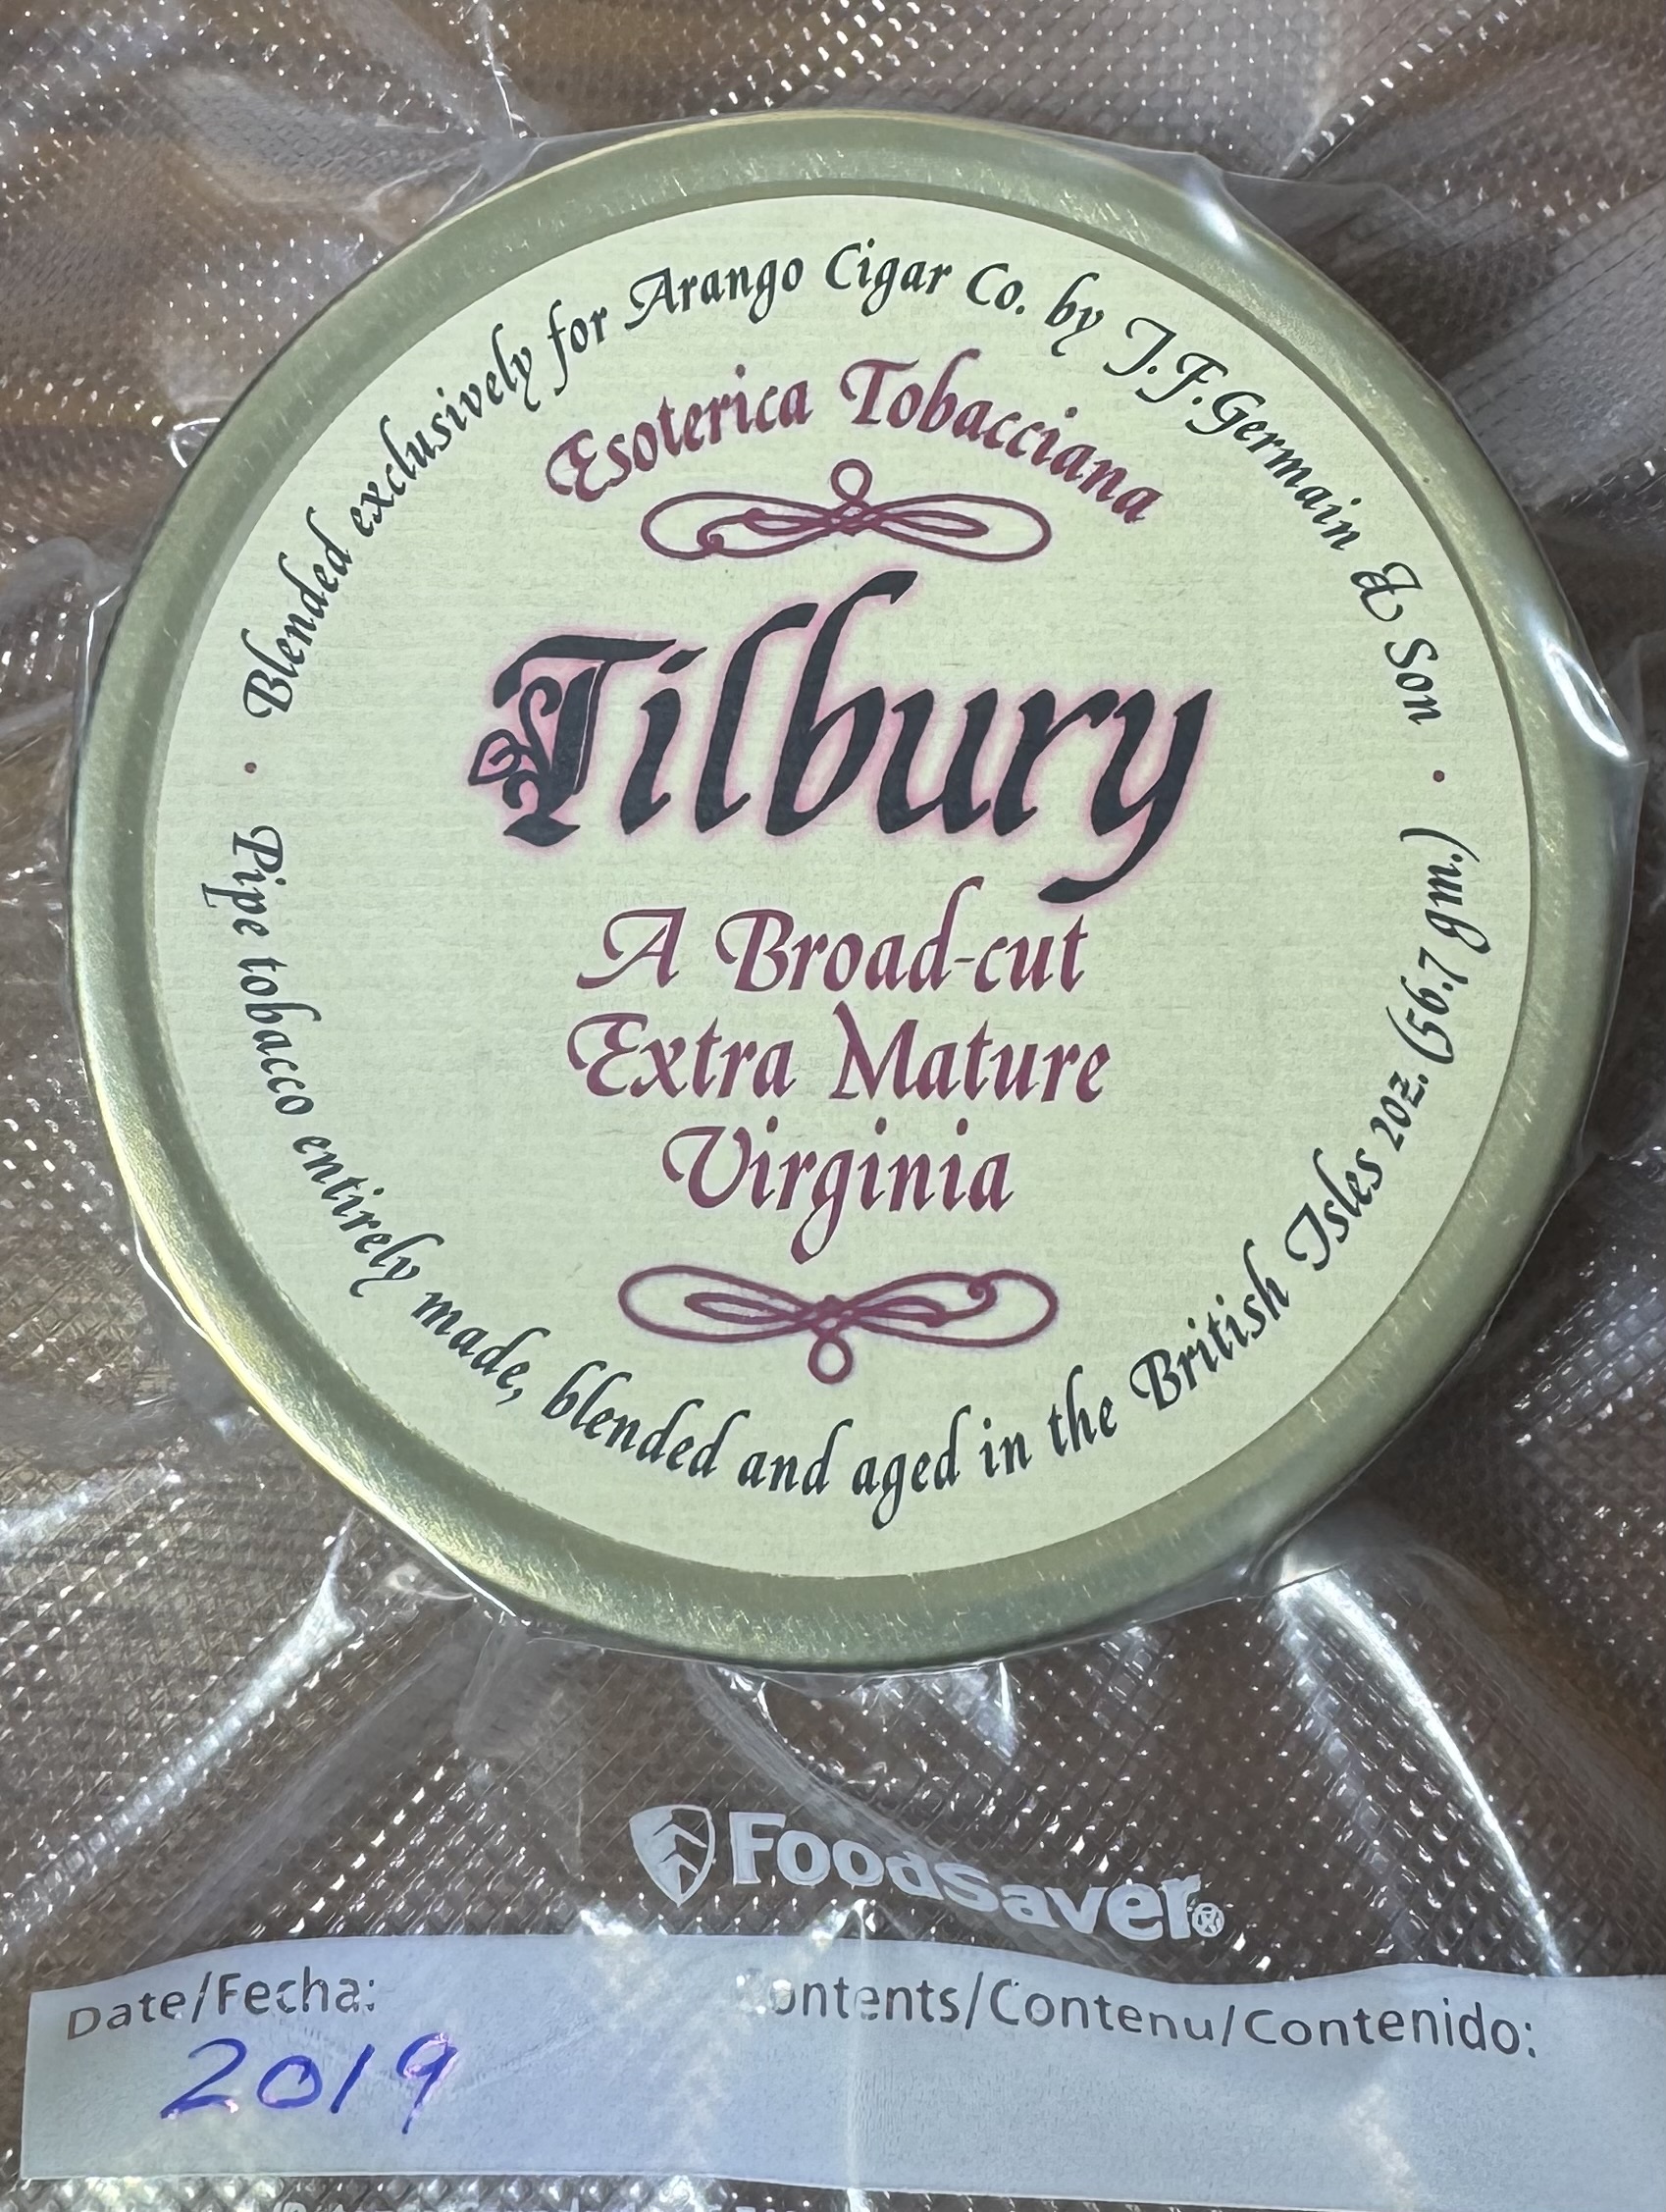 Blended exclusively for Arango Cigar Co. by J.F.Germain & Son
Esoterica Tobacciana
Tilbury
A Broad-cut
Extra Mature
Virginia
Pipe tobacco entirely made, blended and aged in the British Isles 2oz. (56.7 gm.)
FoodSaver®
Date/Fecha:
Contents/Contenu/Contenido:
2019